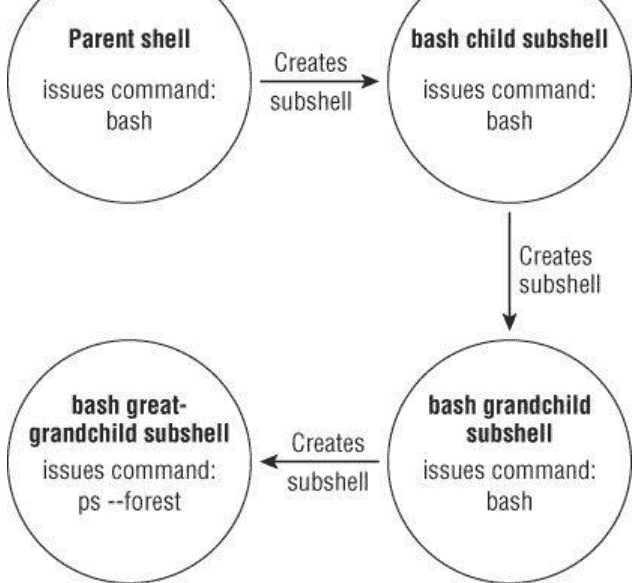 Parent shell
issues command:
bash
Creates
subshell
bash child subshell
issues command:
bash
Creates
subshell
bash grandchild
subshell
issues command:
bash
Creates
subshell
bash great-
grandchild subshell
issues command:
ps --forest